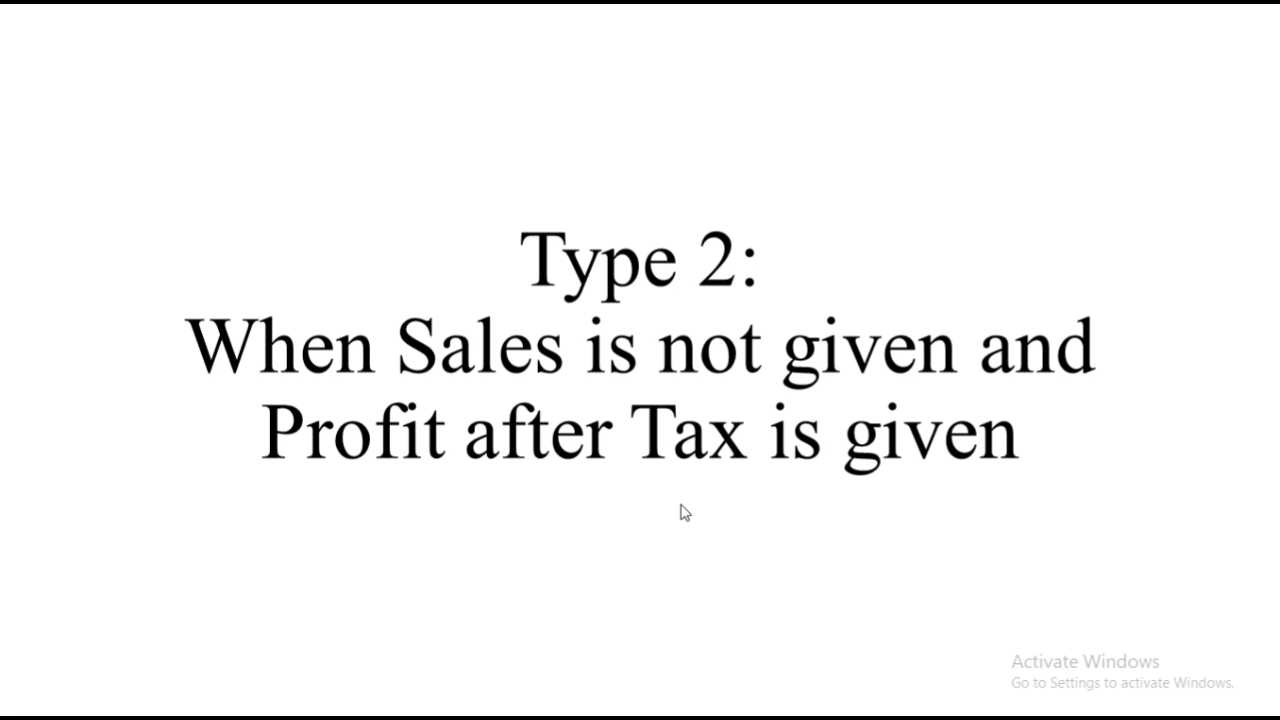 Type 2:
When Sales is not given and
Profit after Tax is given
Activate Windows
Go to Settings to activate Windows.